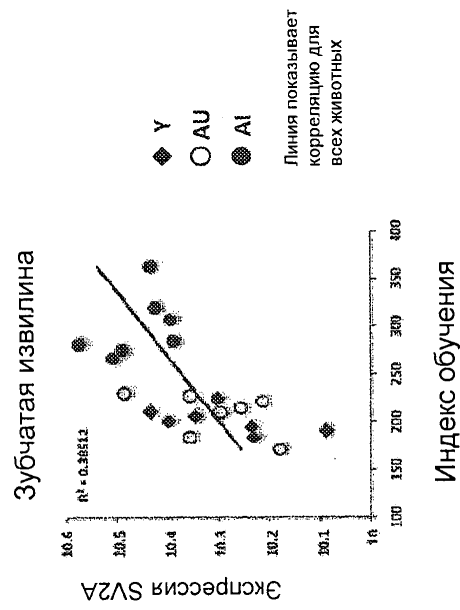 Зубчатая извилина
R² = 0.38512
Экспрессия SV2A
10.6
10.5
10.4
10.3
10.2
10.1
10
100
150
200
250
300
350
400
Индекс обучения
Y
AU
AI
Линия показывает
корреляцию для
всех животных